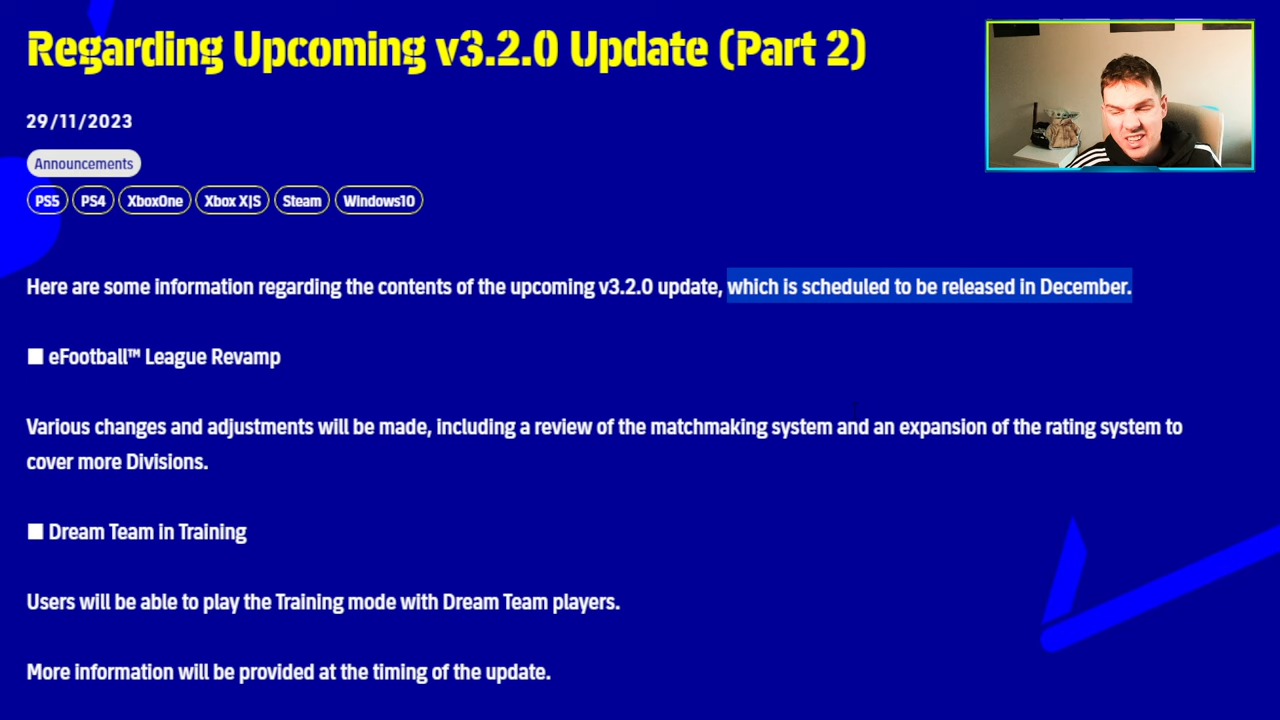 Regarding Upcoming v3.2.0 Update (Part 2)
29/11/2023
Announcements
PS5 PS4 XboxOne Xbox X|S Steam Windows10
Here are some information regarding the contents of the upcoming v3.2.0 update, which is scheduled to be released in December.
■ eFootball™ League Revamp
Various changes and adjustments will be made, including a review of the matchmaking system and an expansion of the rating system to
cover more Divisions.
■ Dream Team in Training
Users will be able to play the Training mode with Dream Team players.
More information will be provided at the timing of the update.